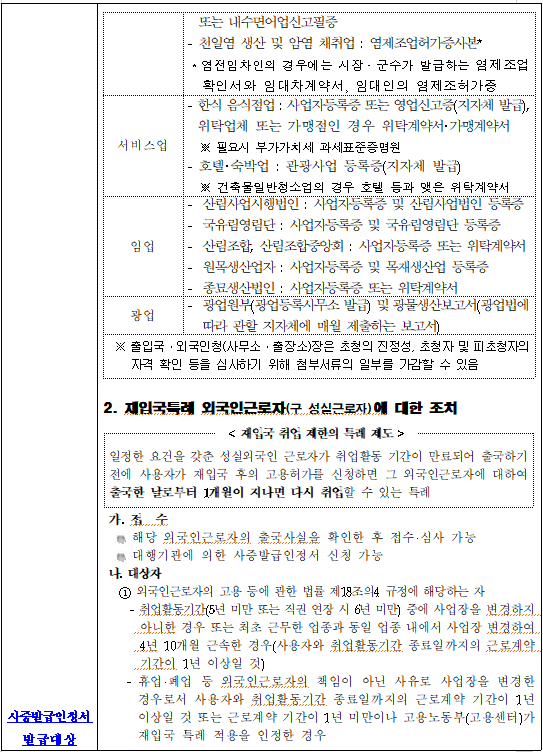 또는 내수면어업신고필증
- 천일염 생산 및 암염 채취업 : 염제조업허가증사본*
* 염전임차인의 경우에는 시장·군수가 발급하는 염제조업
확인서와 임대차계약서, 임대인의 염제조허가증
서비스업
- 한식 음식점업 : 사업자등록증 또는 영업신고증(지자체 발급),
위탁업체 또는 가맹점인 경우 위탁계약서·가맹계약서
※ 필요시 부가가치세 과세표준증명원
- 호텔·숙박업 : 관광사업 등록증(지자체 발급)
※ 건축물일반청소업의 경우 호텔 등과 맺은 위탁계약서
임업
- 산림사업시행법인 : 사업자등록증 및 산림사업법인 등록증
- 국유림영림단 : 사업자등록증 및 국유림영림단 등록증
- 산림조합, 산림조합중앙회 : 사업자등록증 또는 위탁계약서
- 원목생산업자 : 사업자등록증 및 목재생산업 등록증
- 종묘생산법인 : 사업자등록증 또는 위탁계약서
광업
- 광업원부(광업등록사무소 발급) 및 광물생산보고서(광업법에
따라 관할 지자체에 매월 제출하는 보고서)
※ 출입국·외국인청(사무소·출장소)장은 초청의 진정성, 초청자 및 피초청자의
자격 확인 등을 심사하기 위해 첨부서류의 일부를 가감할 수 있음
2. 재입국특례 외국인근로자(구 성실근로자)에 대한 조치
< 재입국 취업 제한의 특례 제도 >
일정한 요건을 갖춘 성실외국인 근로자가 취업활동 기간이 만료되어 출국하기
전에 사용자가 재입국 후의 고용허가를 신청하면 그 외국인근로자에 대하여
출국한 날로부터 1개월이 지나면 다시 취업할 수 있는 특례
가. 접 수
해당 외국인근로자의 출국사실을 확인한 후 접수·심사 가능
대행기관에 의한 사증발급인정서 신청 가능
나. 대상자
① 외국인근로자의 고용 등에 관한 법률 제18조의4 규정에 해당하는 자
- 취업활동기간(5년 미만 또는 직권 연장 시 6년 미만) 중에 사업장을 변경하지
아니한 경우 또는 최초 근무한 업종과 동일 업종 내에서 사업장 변경하여
4년 10개월 근속한 경우(사용자와 취업활동기간 종료일까지의 근로계약
기간이 1년 이상일 것)
- 휴업·폐업 등 외국인근로자의 책임이 아닌 사유로 사업장을 변경한
경우로서 사용자와 취업활동기간 종료일까지의 근로계약 기간이 1년
이상일 것 또는 근로계약 기간이 1년 미만이나 고용노동부(고용센터)가
재입국 특례 적용을 인정한 경우
사증발급인정서
발급대상